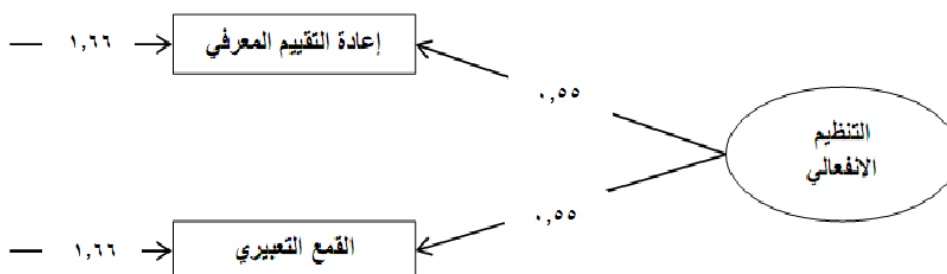 إعادة التقييم المعرفي
١,٦٦
٠,٥٥
التنظيم
الانفعالي
٠,٥٥
القمع التعبيري
١,٦٦